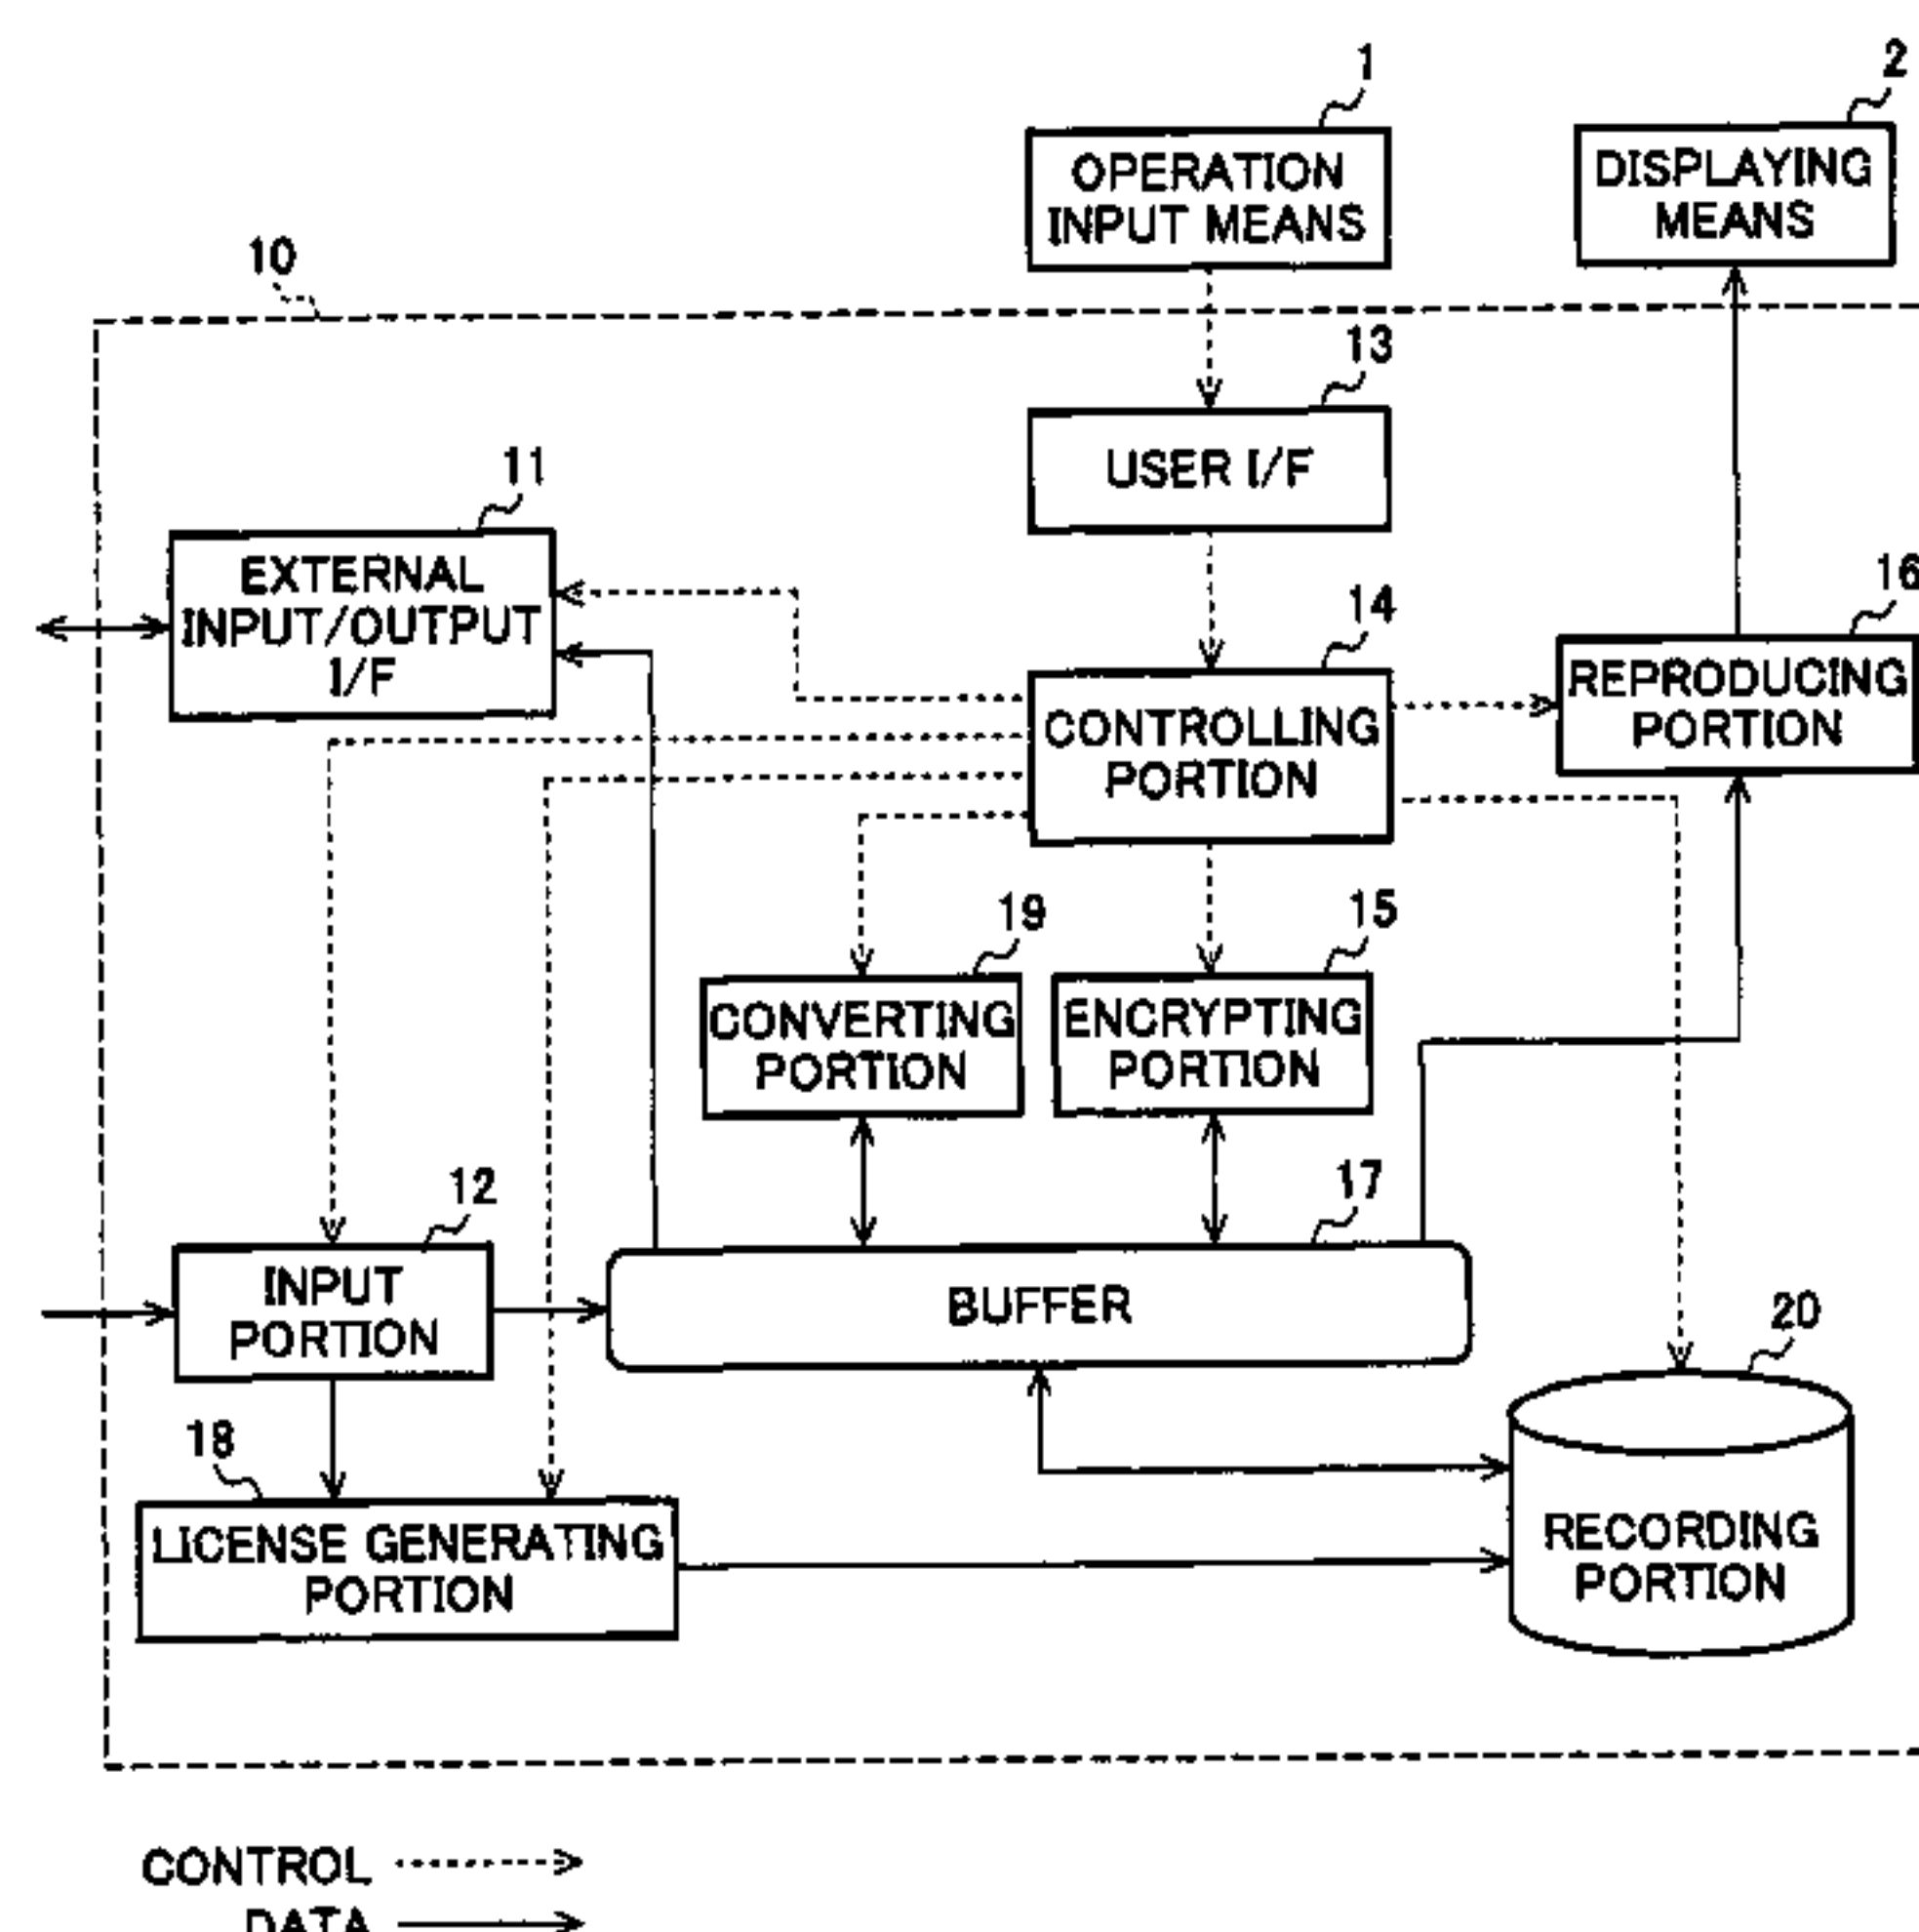 1
2
OPERATION
INPUT MEANS
DISPLAYING
MEANS
10
13
USER I/F
11
EXTERNAL
INPUT/OUTPUT
I/F
14
16
CONTROLLING
PORTION
REPRODUCING
PORTION
19
15
CONVERTING
PORTION
ENCRYPTING
PORTION
12
17
INPUT
PORTION
BUFFER
20
18
LICENSE GENERATING
PORTION
RECORDING
PORTION
CONTROL
DATA